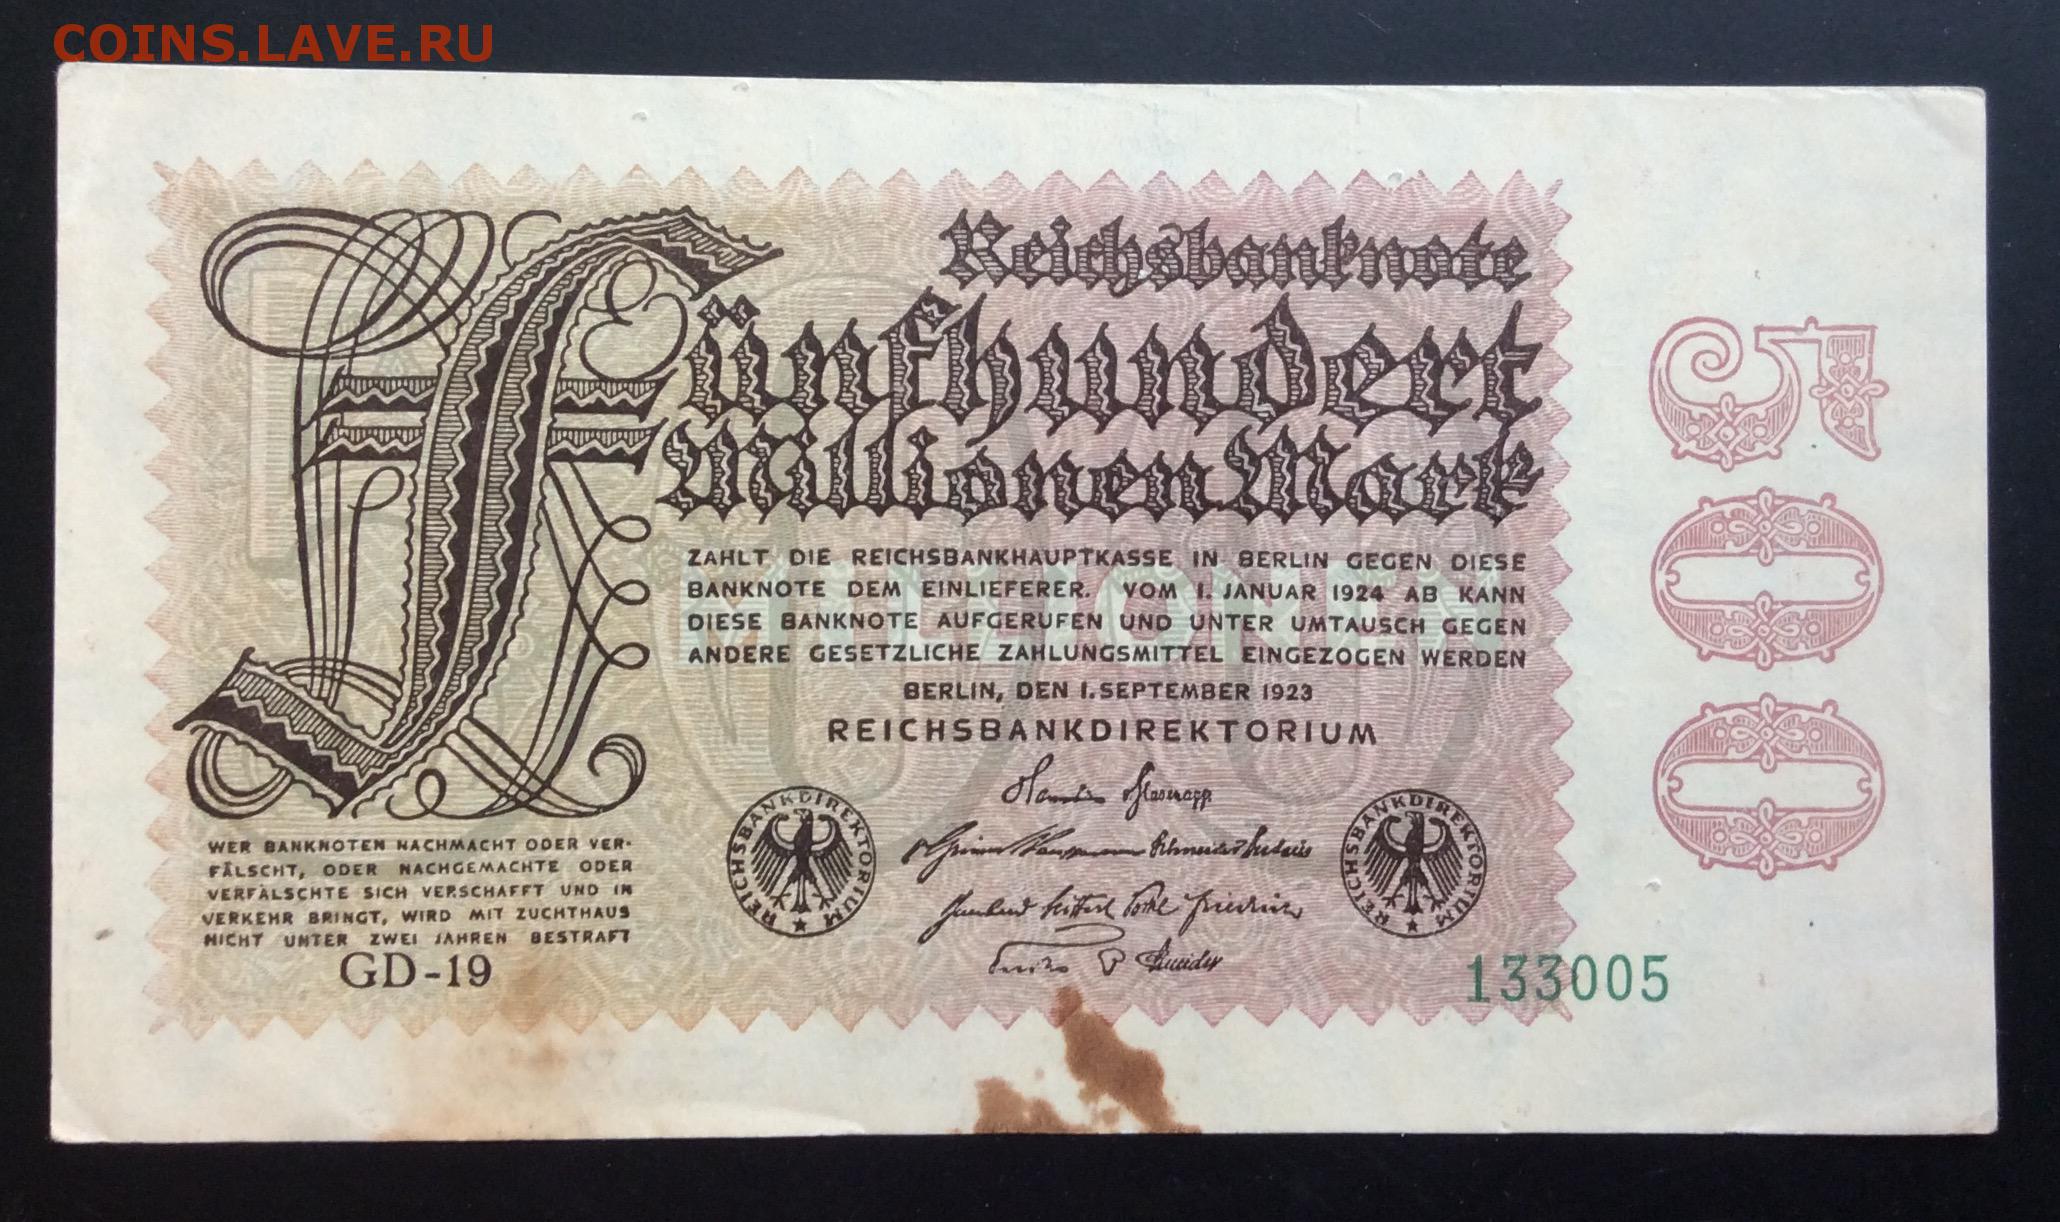 COINS.LAVE.RU
Reichsbanknote
Fünfhundert
Millionen Mark
500
MILLIONEN
ZAHLT DIE REICHSBANKHAUPTKASSE IN BERLIN GEGEN DIESE
BANKNOTE DEM EINLIEFERER. VOM 1. JANUAR 1924 AB KANN
DIESE BANKNOTE AUFGERUFEN UND UNTER UMTAUSCH GEGEN
ANDERE GESETZLICHE ZAHLUNGSMITTEL EINGEZOGEN WERDEN
BERLIN, DEN 1. SEPTEMBER 1923
REICHSBANKDIREKTORIUM
REICHSBANKDIREKTORIUM
REICHSBANKDIREKTORIUM
WER BANKNOTEN NACHMACHT ODER VER-
FÄLSCHT, ODER NACHGEMACHTE ODER
VERFÄLSCHTE SICH VERSCHAFFT UND IN
VERKEHR BRINGT, WIRD MIT ZUCHTHAUS
NICHT UNTER ZWEI JAHREN BESTRAFT
GD-19
133005
500